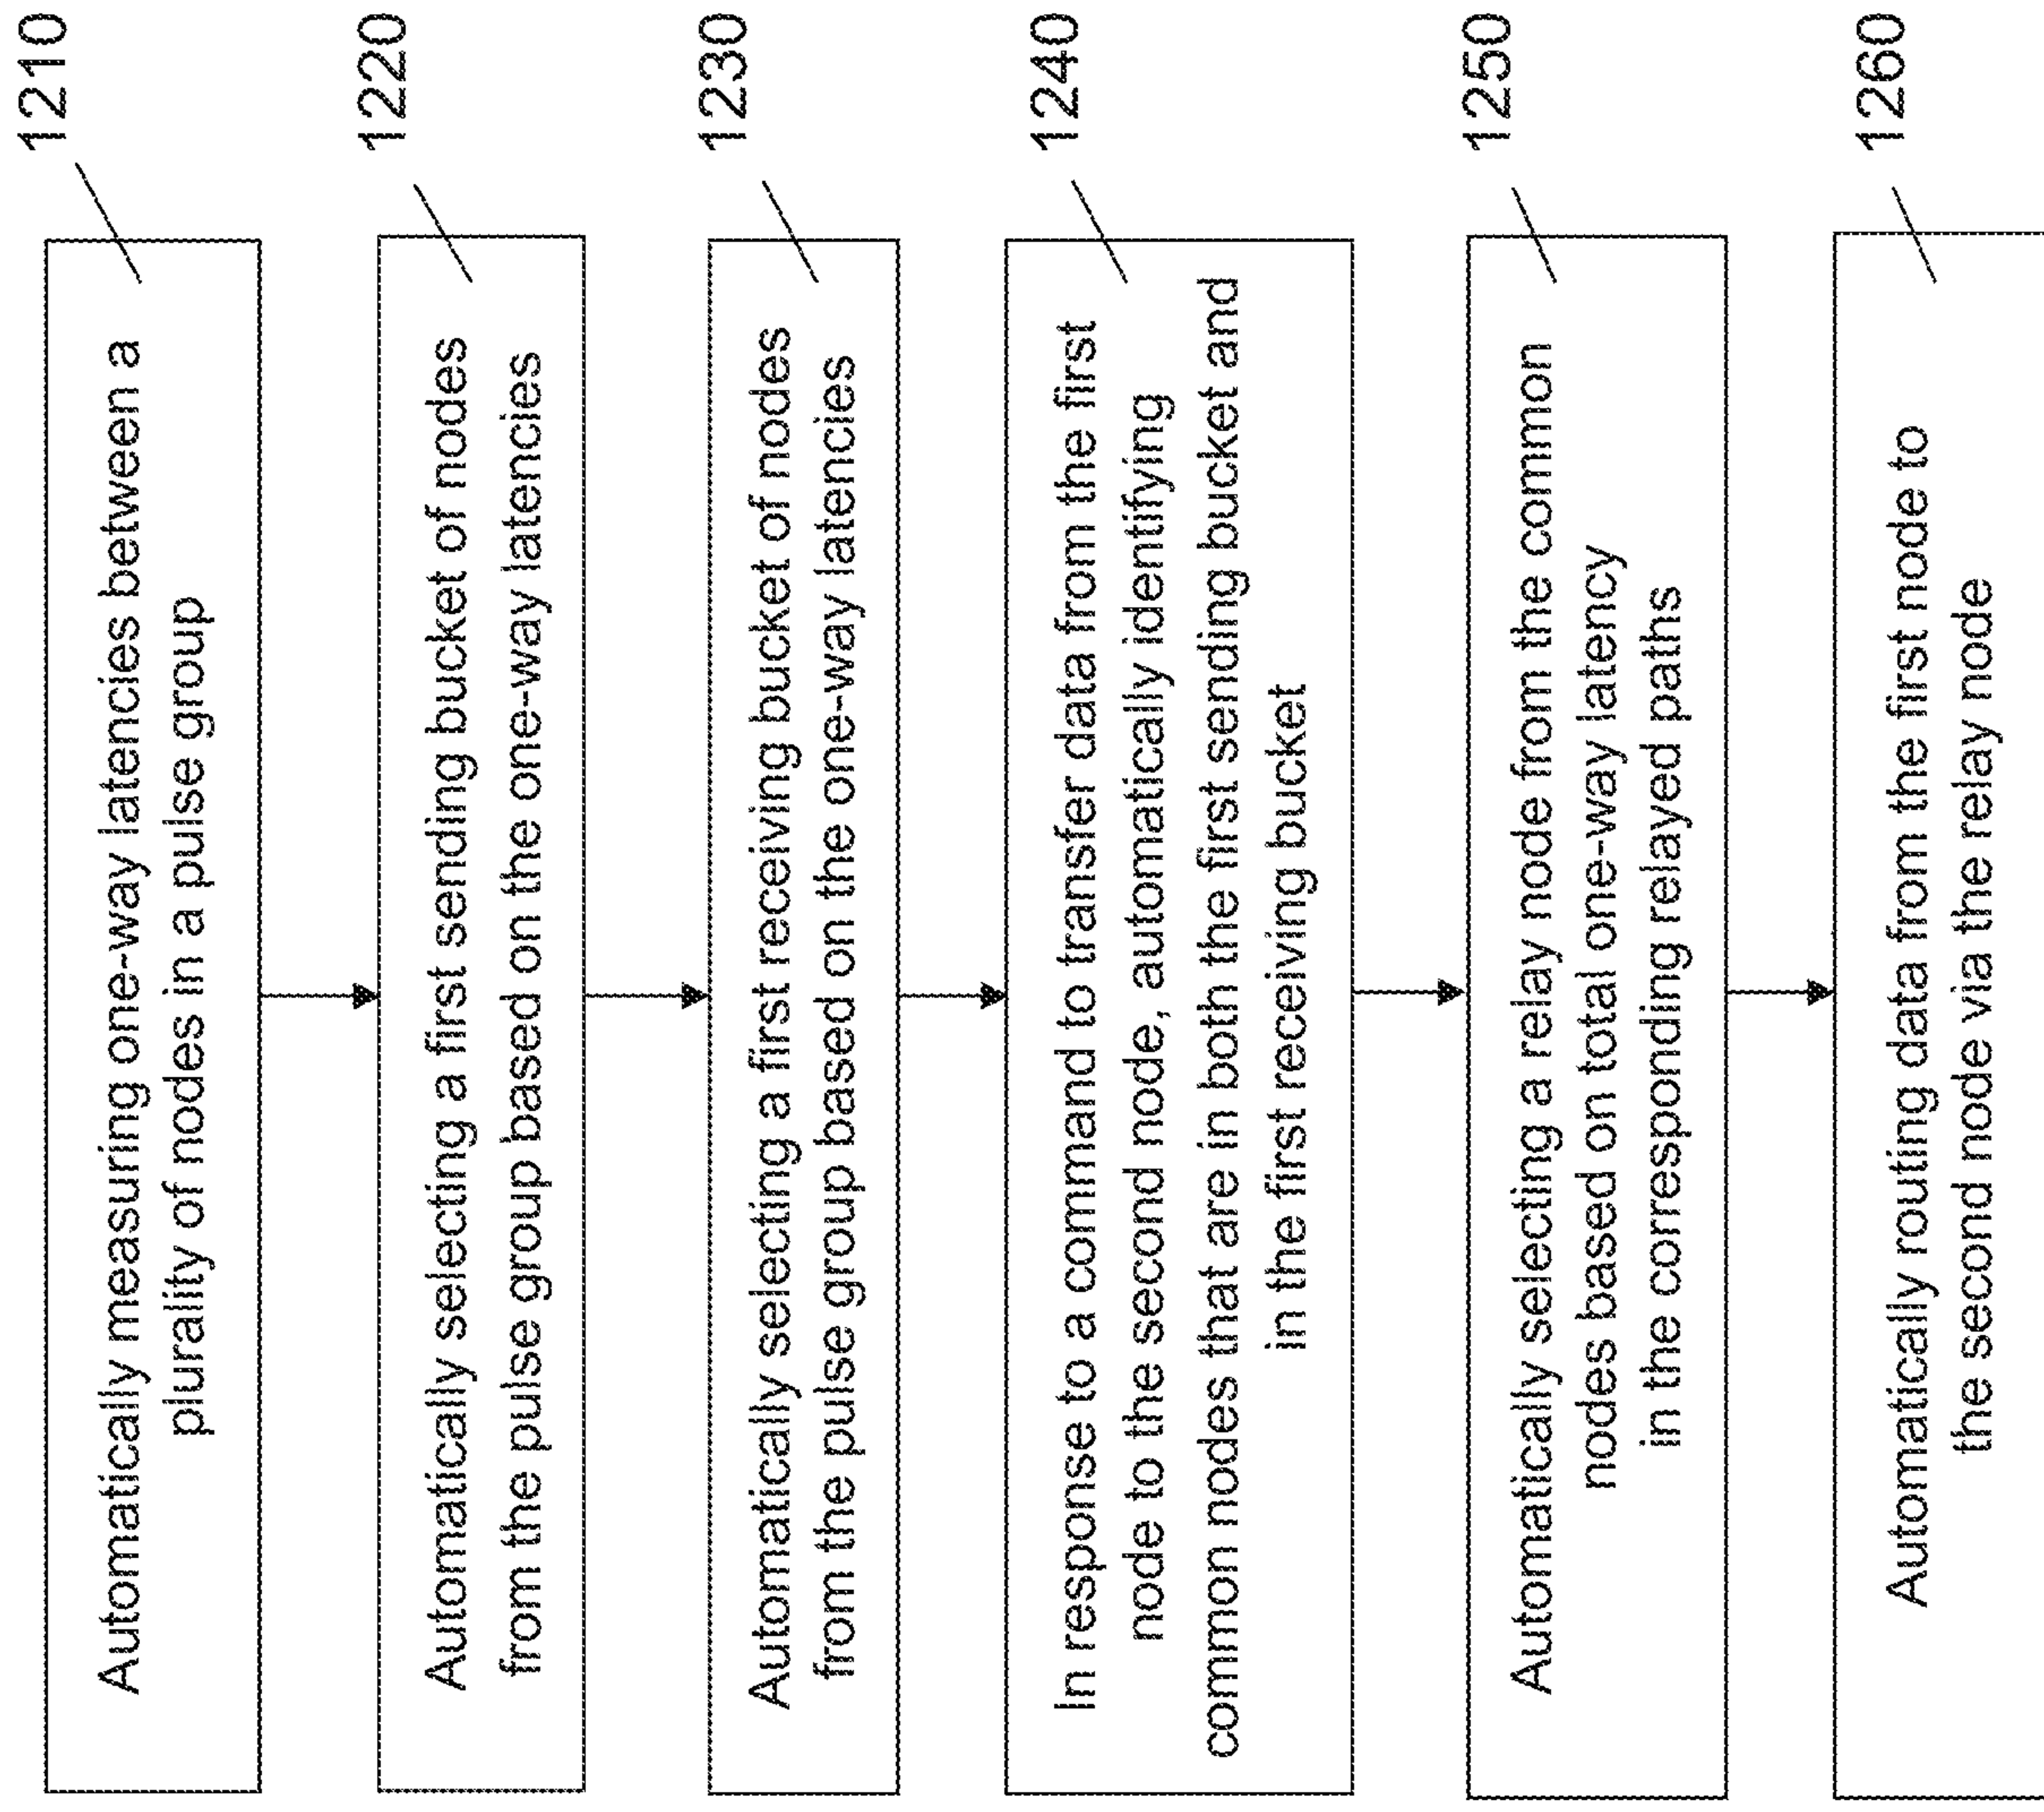 1210
Automatically measuring one-way latencies between a
plurality of nodes in a pulse group
1220
Automatically selecting a first sending bucket of nodes
from the pulse group based on the one-way latencies
1230
Automatically selecting a first receiving bucket of nodes
from the pulse group based on the one-way latencies
1240
In response to a command to transfer data from the first
node to the second node, automatically identifying
common nodes that are in both the first sending bucket and
in the first receiving bucket
1250
Automatically selecting a relay node from the common
nodes based on total one-way latency
in the corresponding relayed paths
1260
Automatically routing data from the first node to
the second node via the relay node